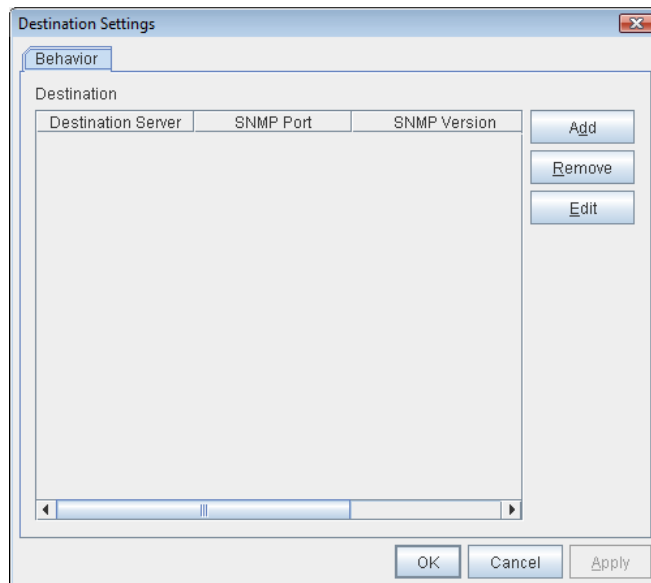 Destination Settings
Behavior
Destination
Destination Server SNMP Port SNMP Version
Add
Remove
Edit
OK Cancel Apply